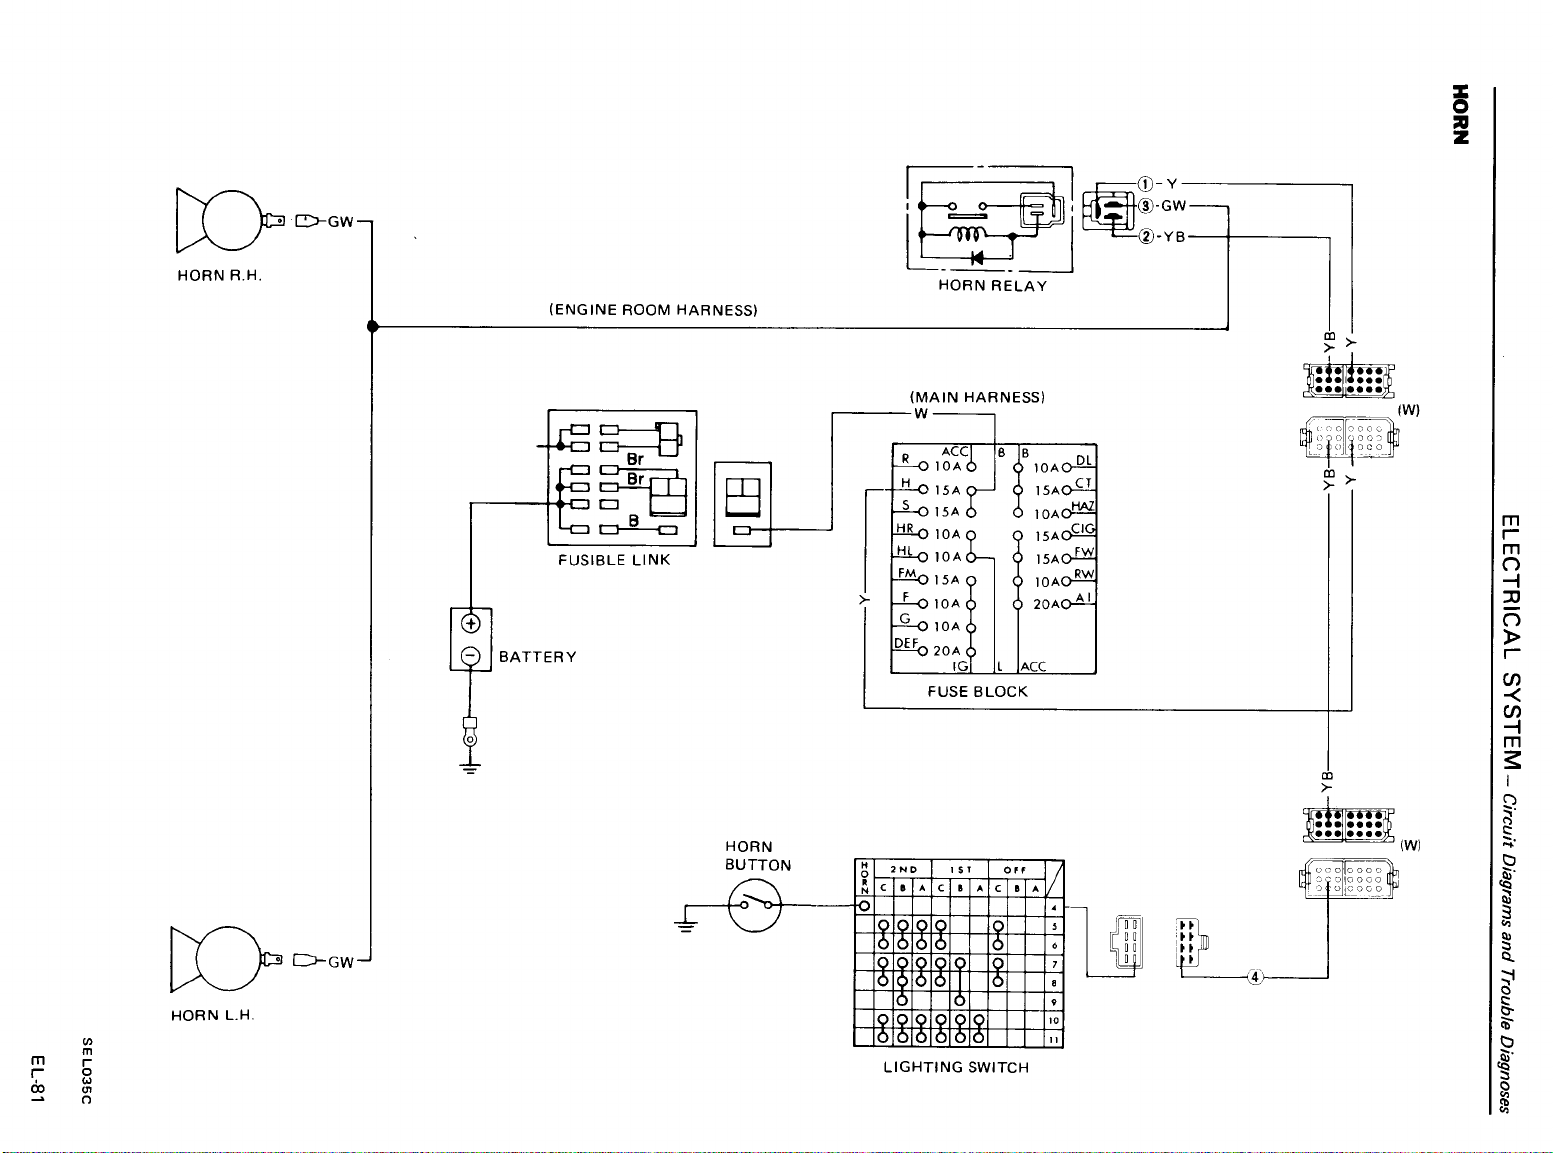 HORN
ELECTRICAL SYSTEM – Circuit Diagrams and Trouble Diagnoses
HORN R.H.
GW
(ENGINE ROOM HARNESS)
HORN RELAY
1 - Y
3 - GW
2 - YB
YB Y
(W)
YB Y
(MAIN HARNESS)
W
Br
Br
B
FUSIBLE LINK
+
−
BATTERY
ACC B B
R 10A 10A DL
H 15A 15A CT
S 15A 10A HAZ
HR 10A 15A CIG
HL 10A 15A FW
FM 15A 10A RW
F 10A 20A AI
G 10A
DEF 20A
IG L ACC
FUSE BLOCK
Y
YB
(W)
HORN
BUTTON
HORN 2ND 1ST OFF
C B A C B A C B A
4
5
6
7
8
9
10
11
LIGHTING SWITCH
4
GW
HORN L.H.
SEL035C
EL-81